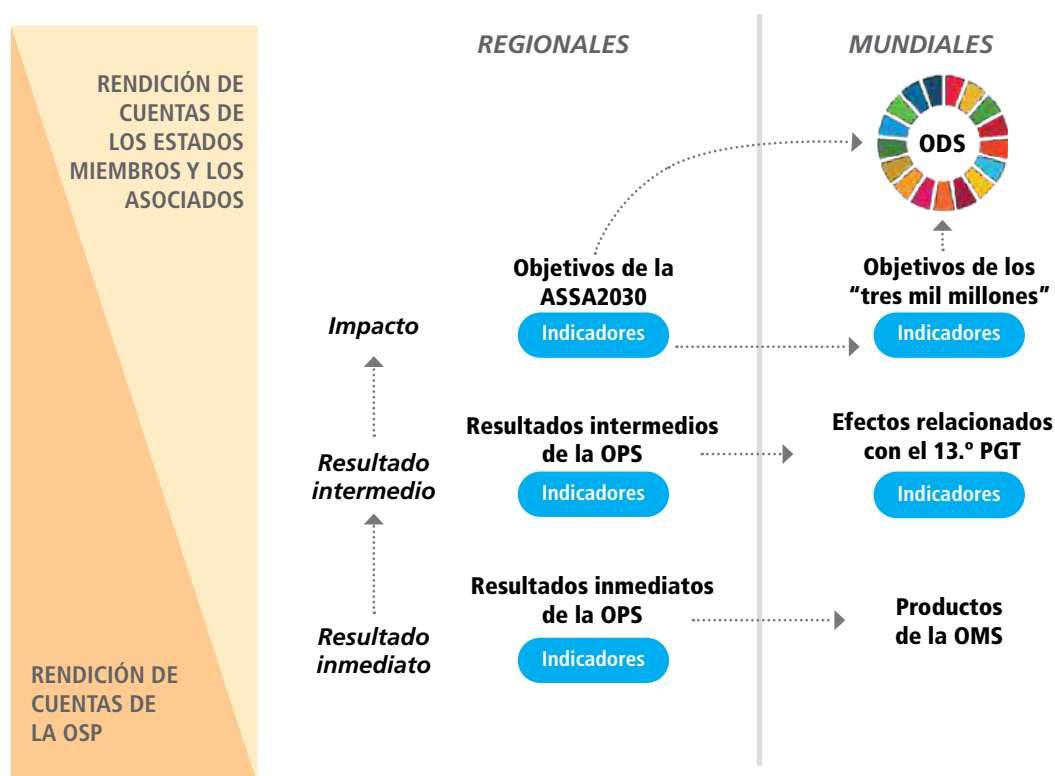 RENDICIÓN DE
CUENTAS DE
LOS ESTADOS
MIEMBROS Y LOS
ASOCIADOS
RENDICIÓN DE
CUENTAS DE
LA OSP
REGIONALES
MUNDIALES
ODS
Impacto
Objetivos de la
ASSA2030
Indicadores
Objetivos de los
“tres mil millones”
Indicadores
Resultado
intermedio
Resultados intermedios
de la OPS
Indicadores
Efectos relacionados
con el 13.º PGT
Indicadores
Resultado
inmediato
Resultados inmediatos
de la OPS
Indicadores
Productos
de la OMS